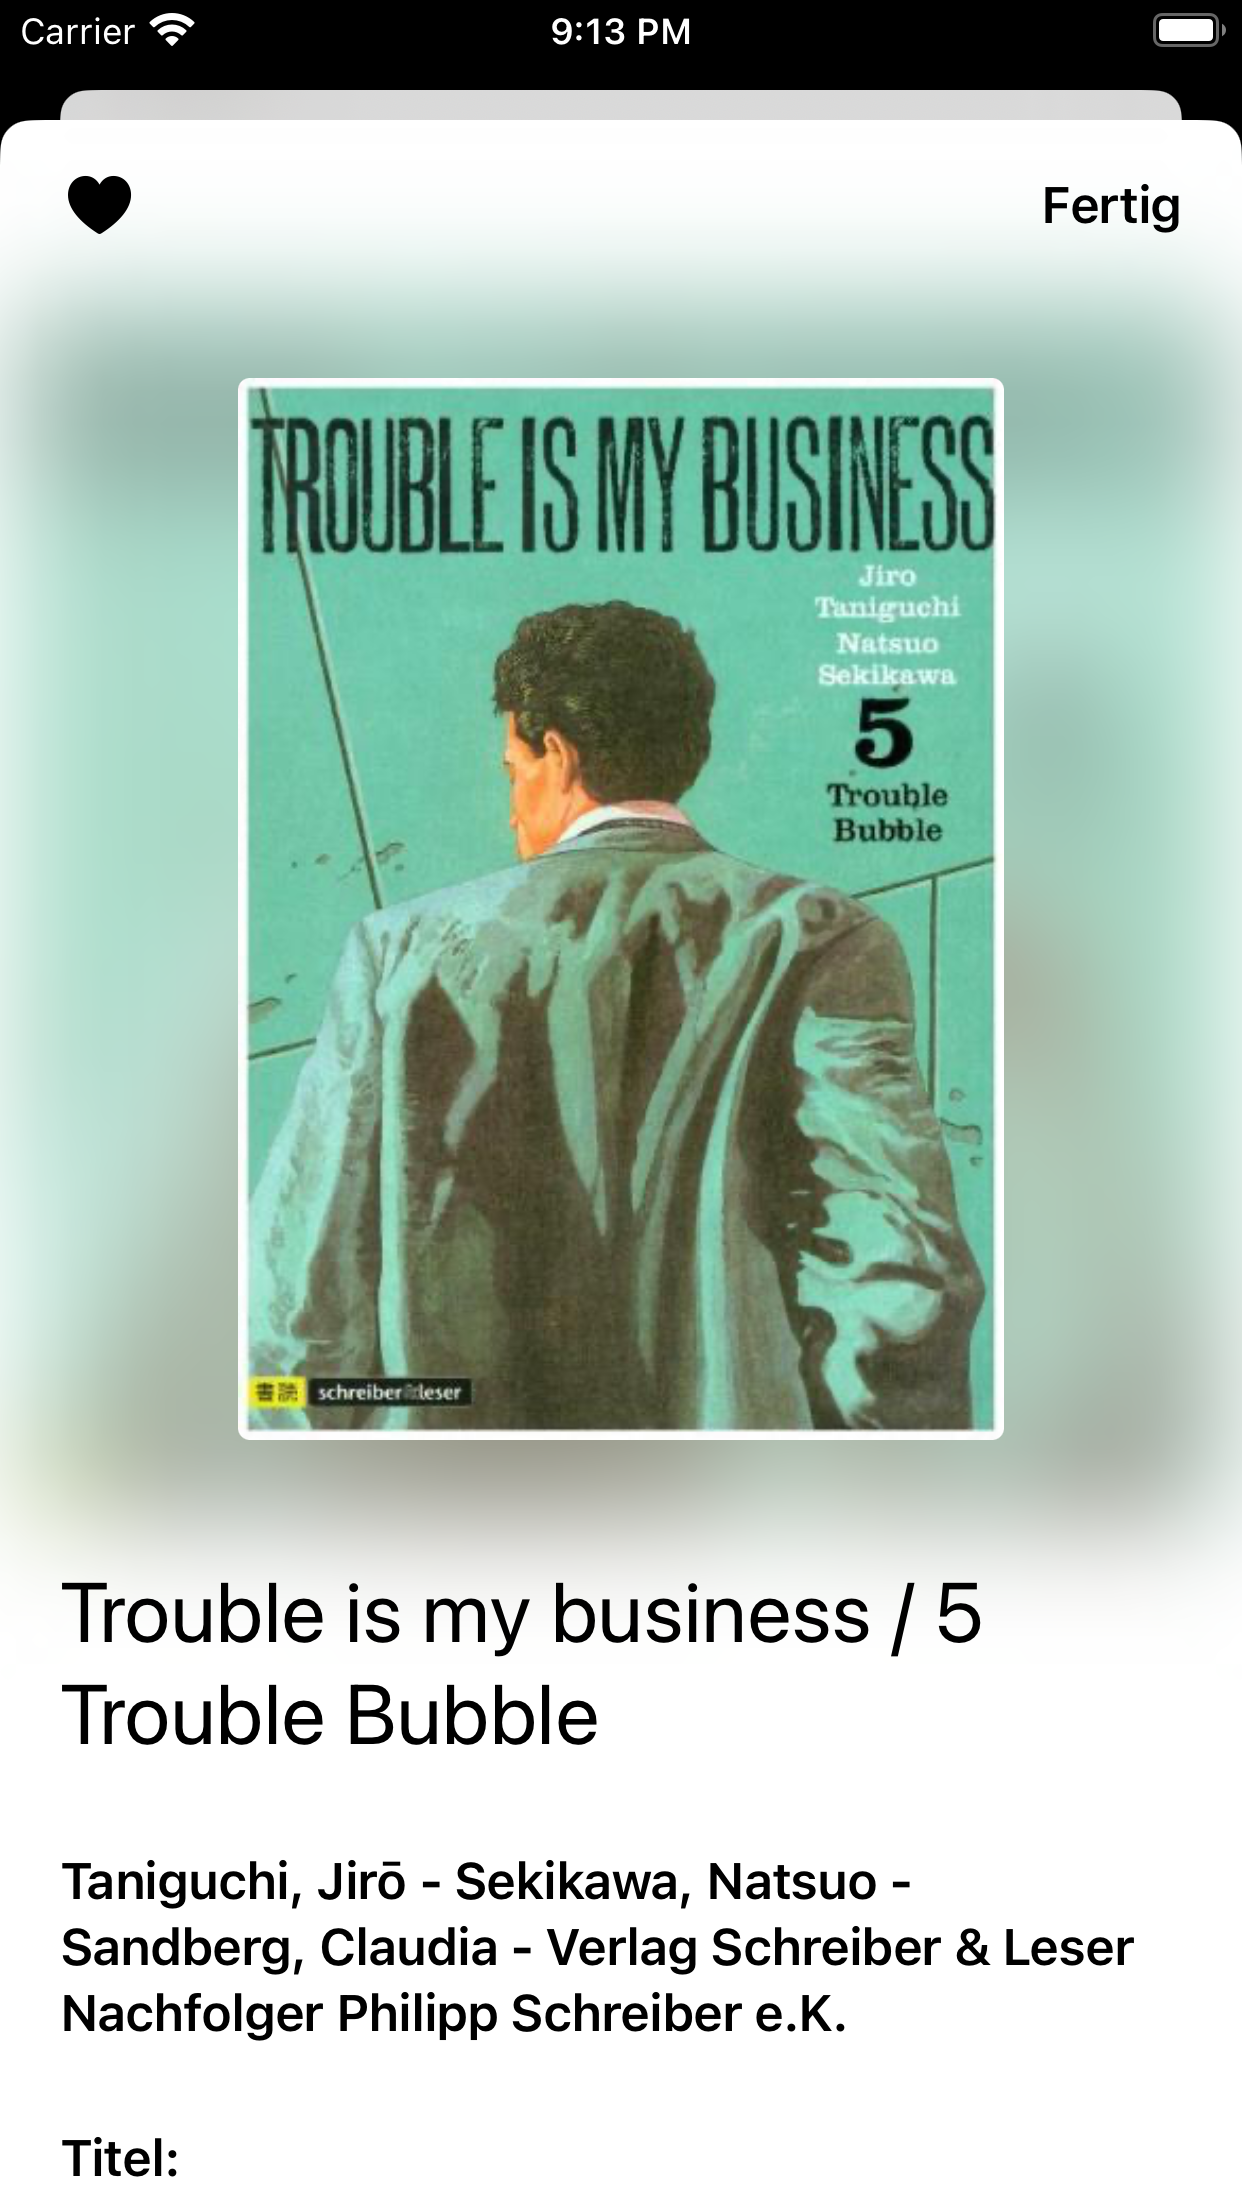 Carrier 9:13 PM
Fertig
TROUBLE IS MY BUSINESS
Jiro
Taniguchi
Natsuo
Sekikawa
5
Trouble
Bubble
書読 schreiber&leser
Trouble is my business / 5
Trouble Bubble
Taniguchi, Jirō - Sekikawa, Natsuo -
Sandberg, Claudia - Verlag Schreiber & Leser
Nachfolger Philipp Schreiber e.K.
Titel: